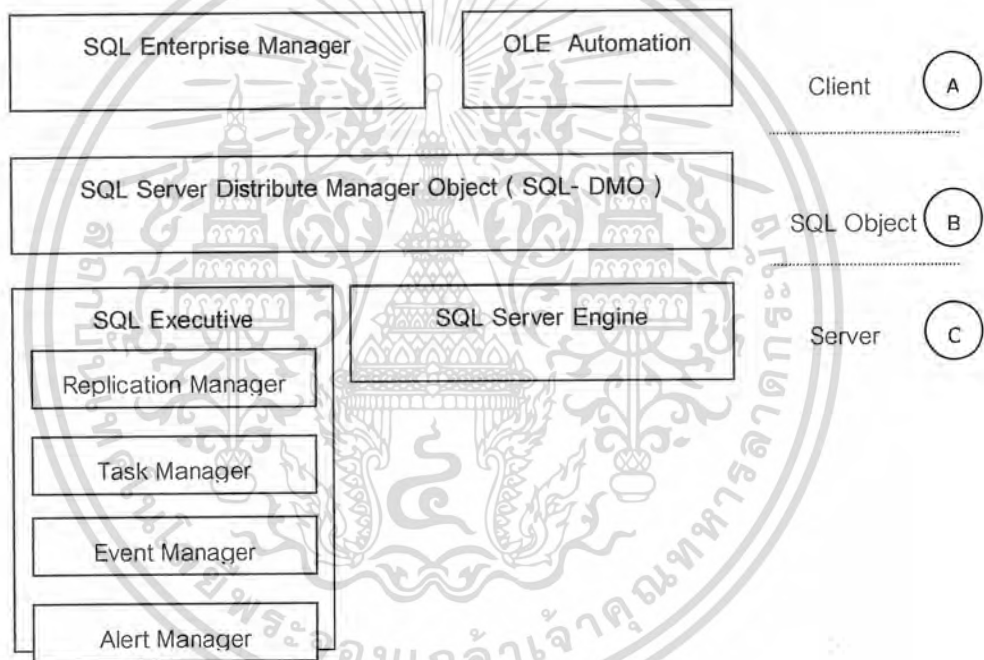 SQL Enterprise Manager
OLE Automation
Client A
SQL Server Distribute Manager Object ( SQL- DMO )
SQL Object B
SQL Executive
SQL Server Engine
Server C
Replication Manager
Task Manager
Event Manager
Alert Manager